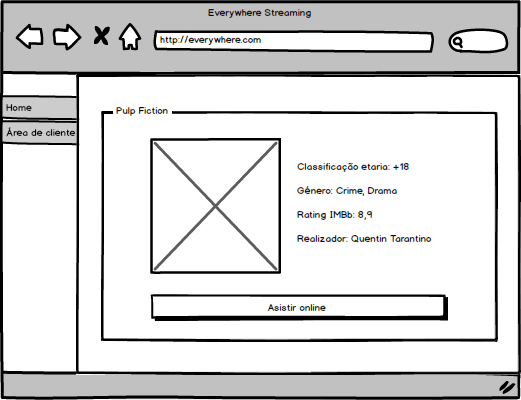 Everywhere Streaming
http://everywhere.com
Home
Área de cliente
Pulp Fiction
Classificação etaria: +18
Gênero: Crime, Drama
Rating IMBb: 8,9
Realizador: Quentin Tarantino
Asistir online